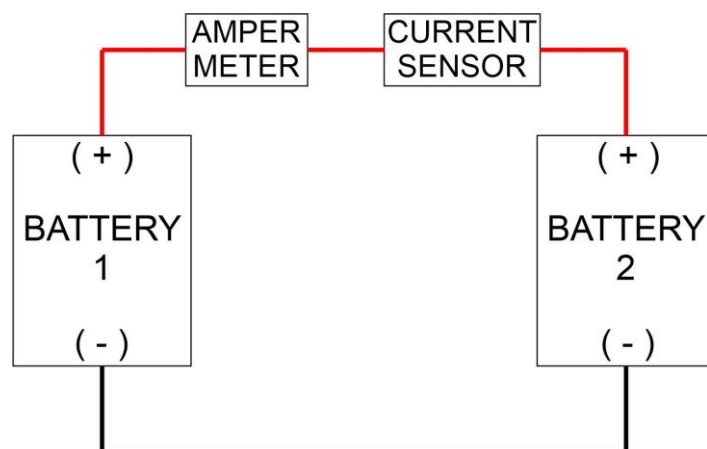 AMPER
METER
CURRENT
SENSOR
( + )
BATTERY
1
( - )
( + )
BATTERY
2
( - )